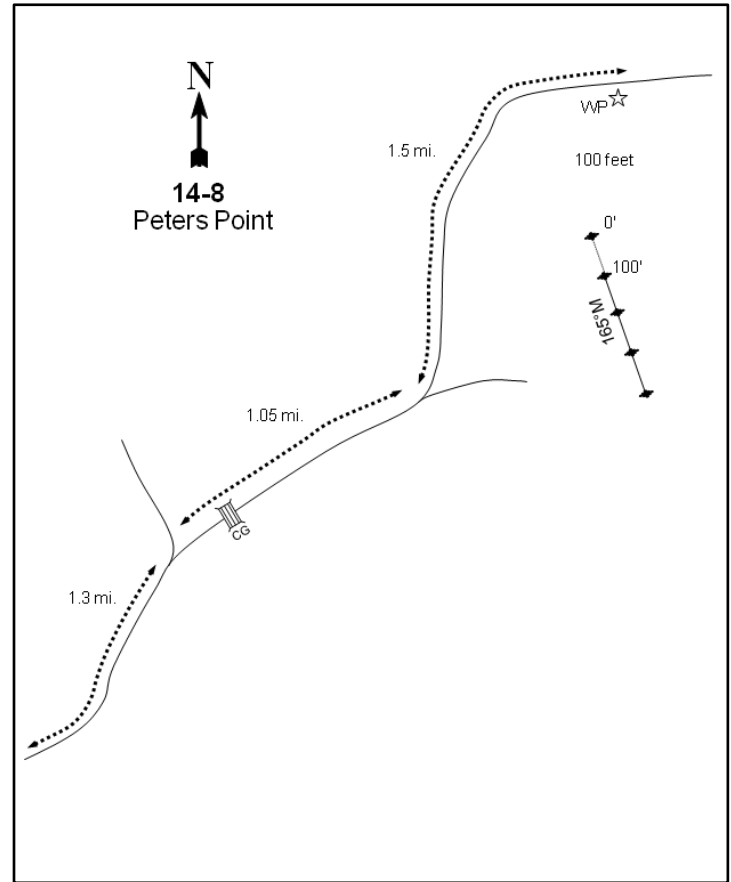 N
14-8
Peters Point
WP
1.5 mi.
100 feet
0'
100'
165°M
1.05 mi.
CG
1.3 mi.